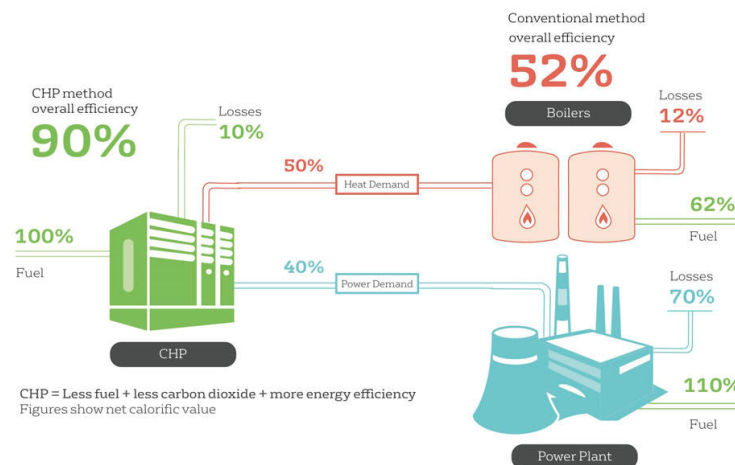 Conventional method
overall efficiency
52%
Boilers
CHP method
overall efficiency
90%
Losses
10%
Losses
12%
50%
Heat Demand
62%
Fuel
100%
Fuel
40%
Power Demand
Losses
70%
CHP
110%
Fuel
CHP = Less fuel + less carbon dioxide + more energy efficiency
Figures show net calorific value
Power Plant